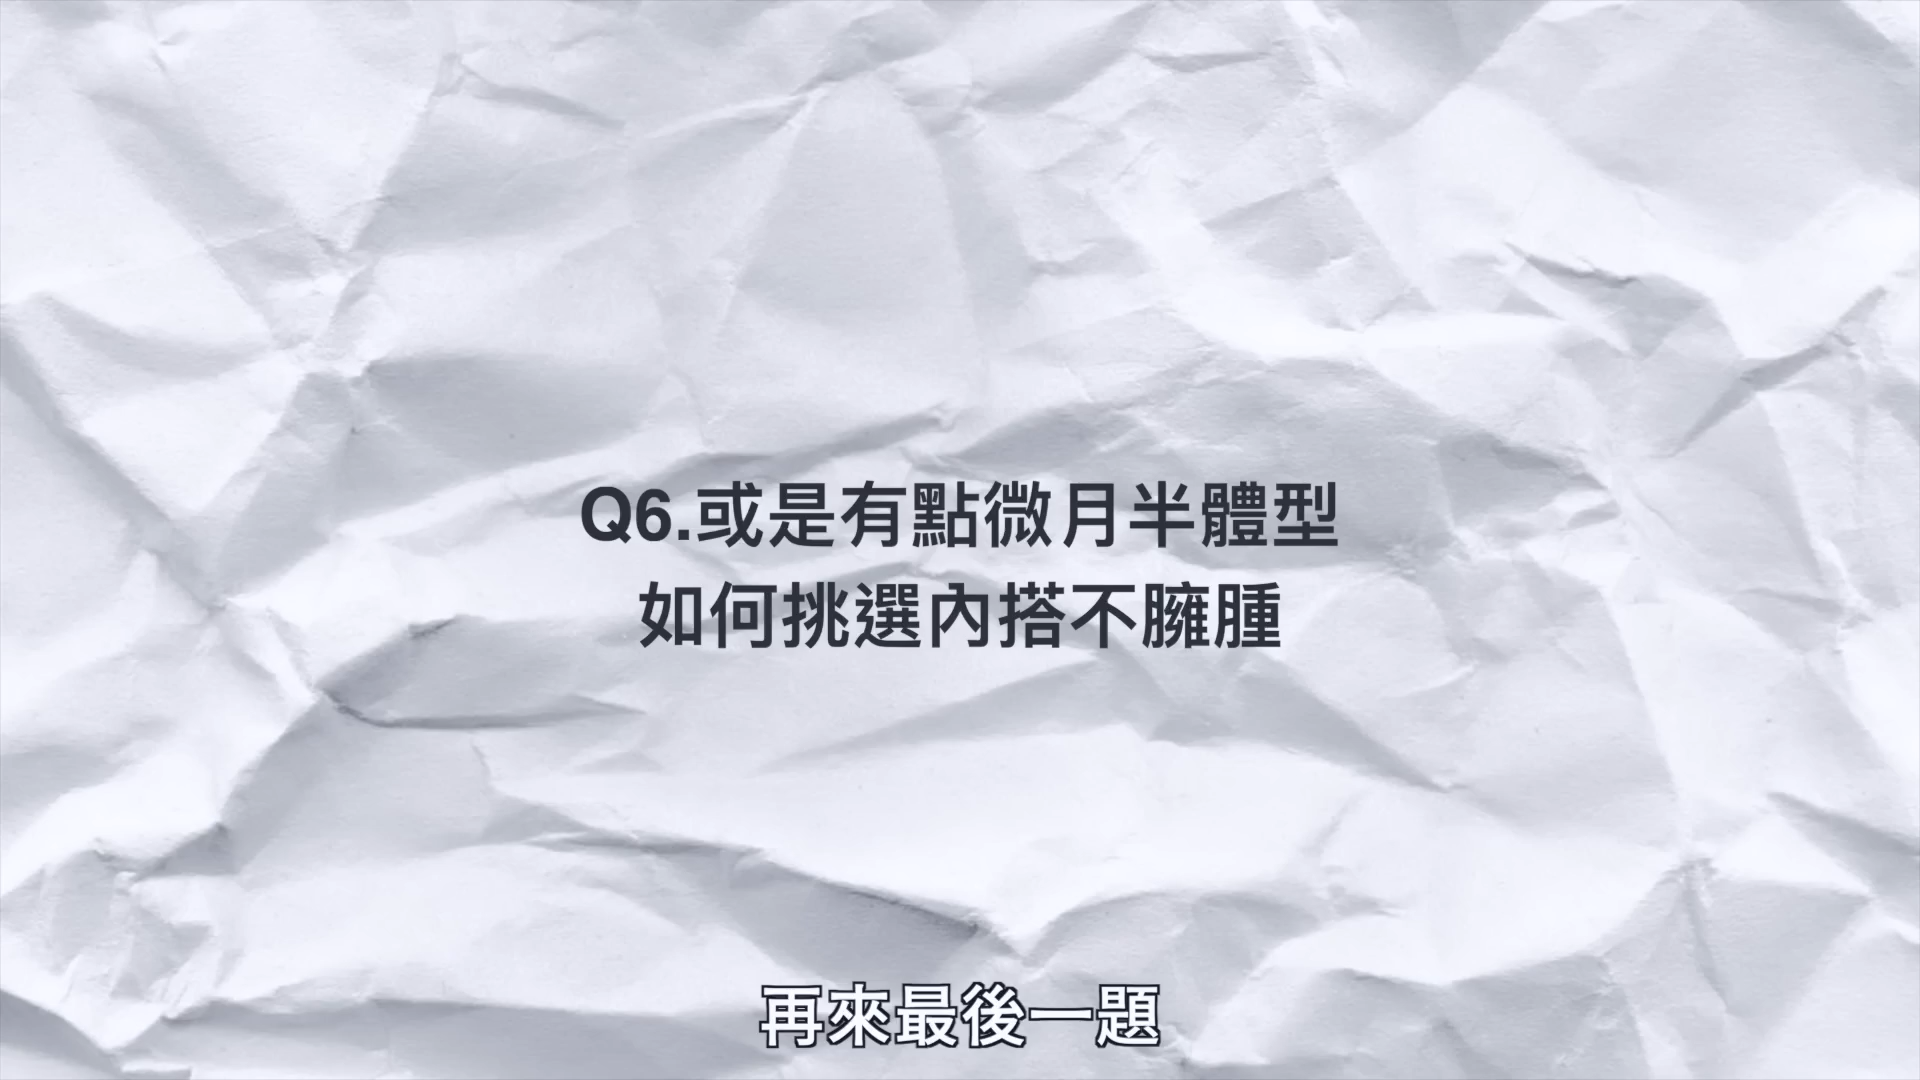 Q6.或是有點微月半體型
如何挑選內搭不臃腫
再來最後一題